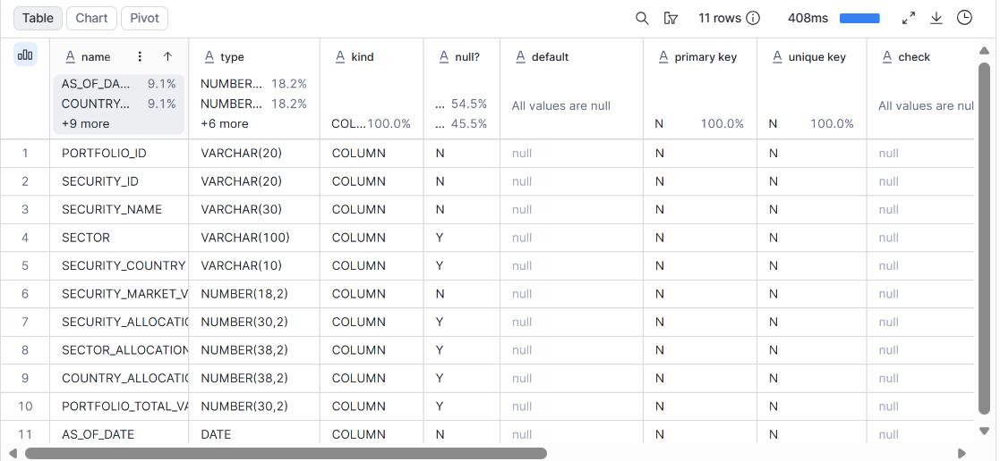 Table Chart Pivot 11 rows 408ms
name type kind null? default primary key unique key check
AS_OF_DA... 9.1% NUMBER... 18.2%
COUNTRY... 9.1% NUMBER... 18.2% ... 54.5% All values are null All values are nul
+9 more +6 more COL...100.0% ... 45.5% N 100.0% N 100.0%
1 PORTFOLIO_ID VARCHAR(20) COLUMN N null N N null
2 SECURITY_ID VARCHAR(20) COLUMN N null N N null
3 SECURITY_NAME VARCHAR(30) COLUMN N null N N null
4 SECTOR VARCHAR(100) COLUMN Y null N N null
5 SECURITY_COUNTRY VARCHAR(10) COLUMN Y null N N null
6 SECURITY_MARKET_V NUMBER(18,2) COLUMN N null N N null
7 SECURITY_ALLOCATIO NUMBER(30,2) COLUMN Y null N N null
8 SECTOR_ALLOCATION NUMBER(38,2) COLUMN Y null N N null
9 COUNTRY_ALLOCATIO NUMBER(38,2) COLUMN Y null N N null
10 PORTFOLIO_TOTAL_VA NUMBER(30,2) COLUMN Y null N N null
11 AS_OF_DATE DATE COLUMN N null N N null